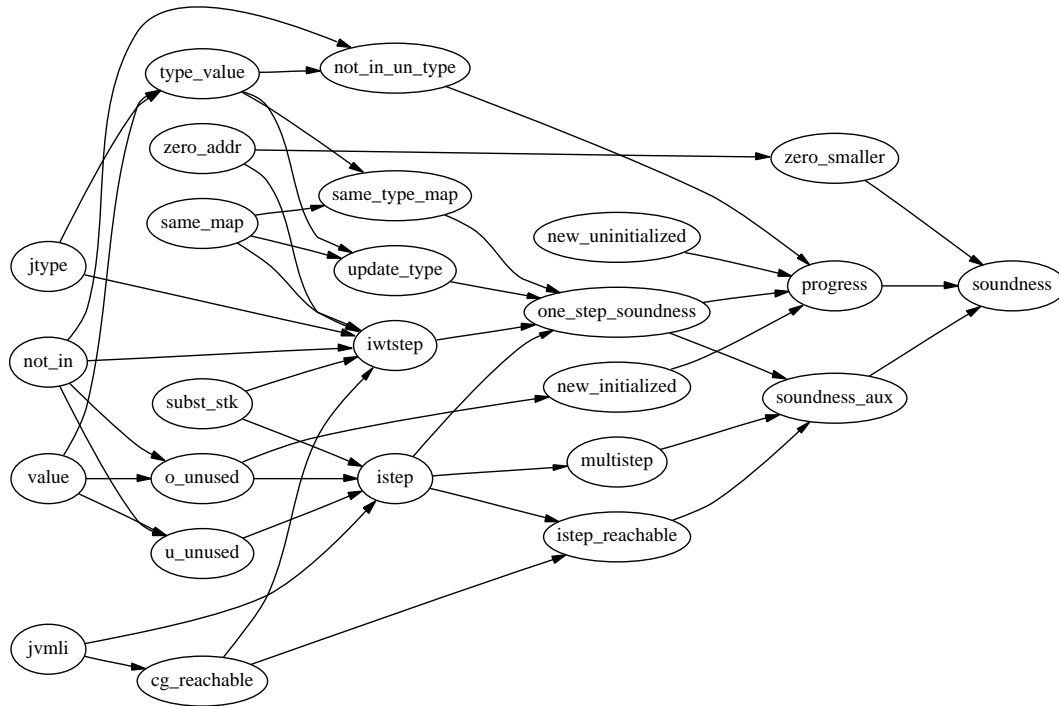 type_value
not_in_un_type
zero_addr
zero_smaller
same_type_map
same_map
new_uninitialized
jtype
update_type
progress
soundness
one_step_soundness
iwtstep
not_in
new_initialized
subst_stk
soundness_aux
multistep
value
o_unused
istep
istep_reachable
u_unused
jvmli
cg_reachable